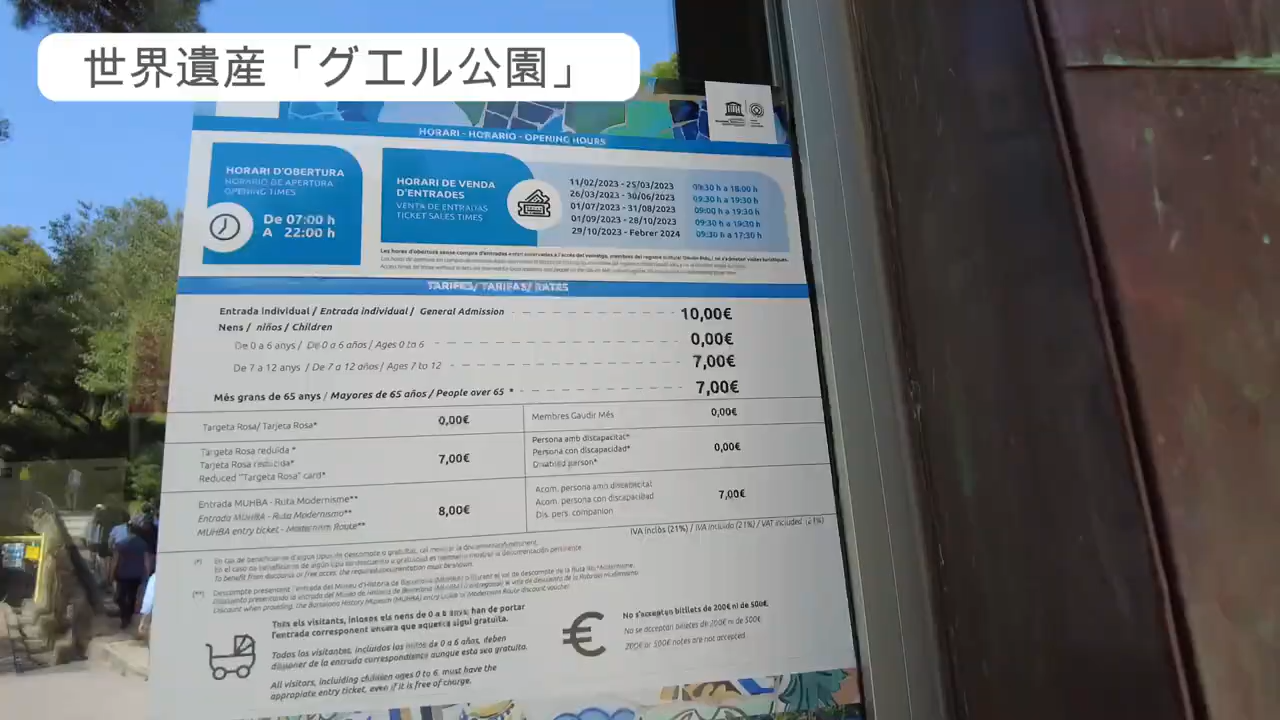 世界遺産「グエル公園」
HORARI - HORARIO - OPENING HOURS
HORARI D'OBERTURA
HORARIO DE APERTURA
OPENING TIMES
De 07:00 h
A 22:00 h
HORARI DE VENDA
D'ENTRADES
VENTA DE ENTRADAS
TICKET SALES TIMES
11/02/2023 - 25/03/2023 09:30 h a 18:00 h
26/03/2023 - 30/06/2023 09:30 h a 19:30 h
01/07/2023 - 31/08/2023 09:00 h a 19:30 h
01/09/2023 - 28/10/2023 09:30 h a 19:30 h
29/10/2023 - Febrer 2024 09:30 h a 17:30 h
TARIFES/ TARIFAS/ RATES
Entrada individual / Entrada individual / General Admission 10,00€
Nens / niños / Children
De 0 a 6 anys / De 0 a 6 años / Ages 0 to 6 0,00€
De 7 a 12 anys / De 7 a 12 años / Ages 7 to 12 7,00€
Més grans de 65 anys / Mayores de 65 años / People over 65 * 7,00€
Targeta Rosa/ Tarjeta Rosa* 0,00€
Membres Gaudir Més 0,00€
Targeta Rosa reduïda *
Tarjeta Rosa reducida* 7,00€
Reduced "Targeta Rosa" card*
Persona amb discapacitat*
Persona con discapacidad* 0,00€
Disabled person*
Entrada MUHBA - Ruta Modernisme**
Entrada MUHBA - Ruta Modernismo** 8,00€
MUHBA entry ticket - Modernism Route**
Acom. persona amb discapacitat
Acom. persona con discapacidad 7,00€
Dis. pers. companion
IVA inclòs (21%) / IVA incluido (21%) / VAT included (21%)
Tots els visitants, inclosos els nens de 0 a 6 anys, han de portar
l'entrada corresponent encara que aquesta sigui gratuïta.
Todos los visitantes, incluidos los niños de 0 a 6 años, deben
disponer de la entrada correspondiente aunque esta sea gratuita.
All visitors, incluiding children ages 0 to 6, must have the
appropiate entry ticket, even if it is free of charge.
€
No s'accepten bitllets de 200€ ni de 500€.
No se aceptan billetes de 200€ ni de 500€.
200€ or 500€ notes are not accepted.